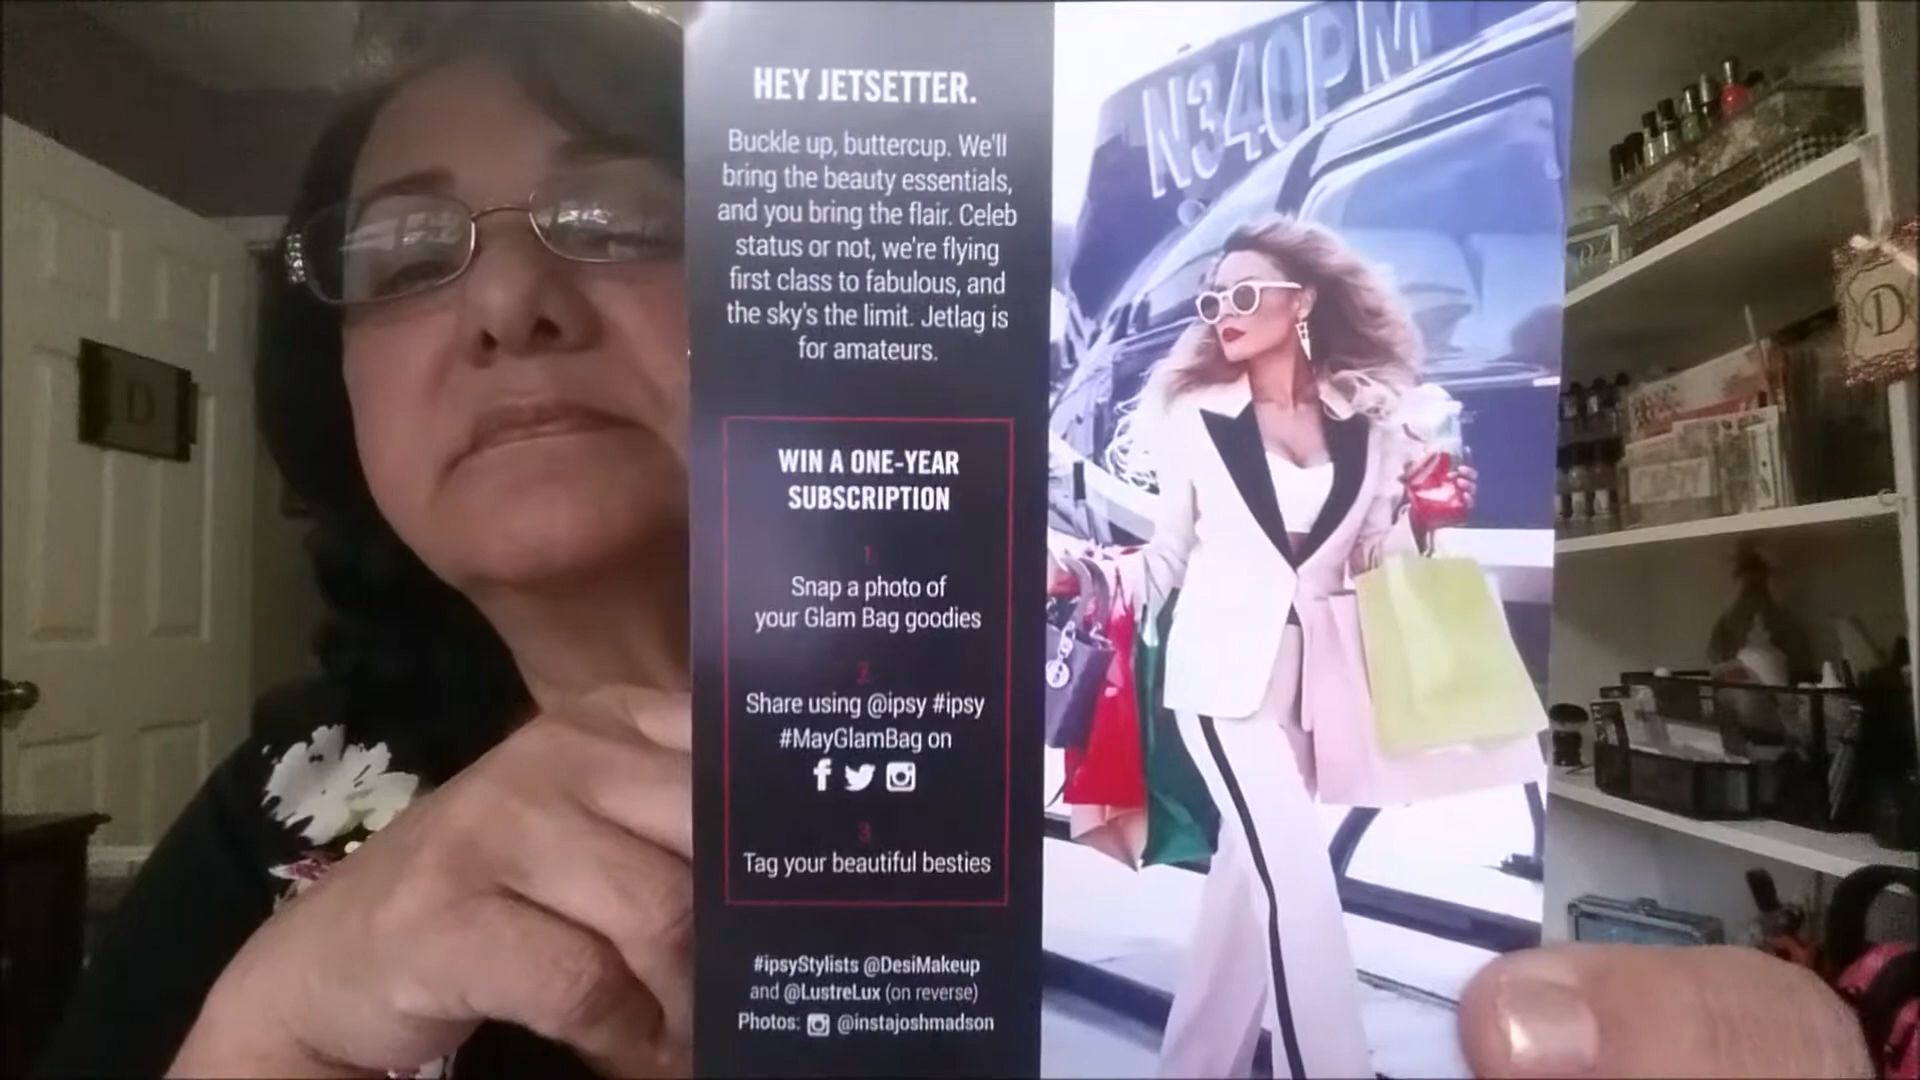 HEY JETSETTER.
Buckle up, buttercup. We'll
bring the beauty essentials,
and you bring the flair. Celeb
status or not, we're flying
first class to fabulous, and
the sky's the limit. Jetlag is
for amateurs.
WIN A ONE-YEAR
SUBSCRIPTION
1
Snap a photo of
your Glam Bag goodies
2
Share using @ipsy #ipsy
#MayGlamBag on
3
Tag your beautiful besties
#ipsyStylists @DesiMakeup
and @LustreLux (on reverse)
Photos: @instajoshmadson
N340PM
D
D